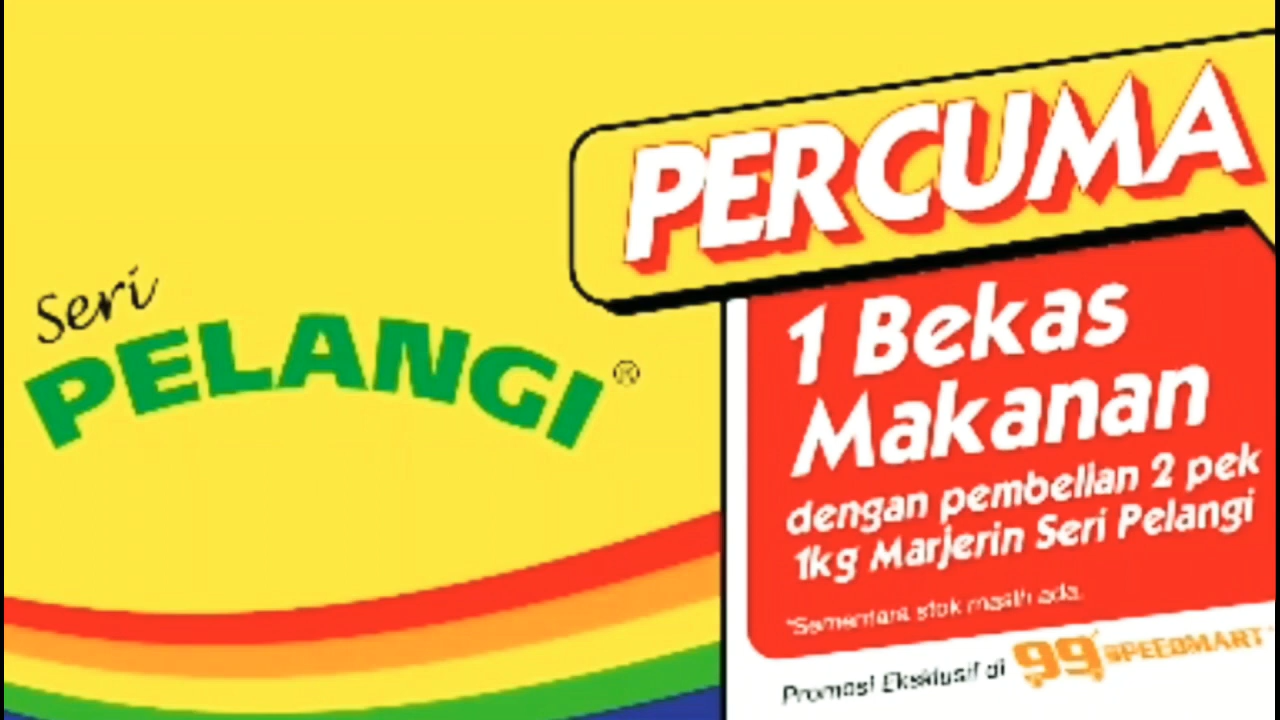 Seri
PELANGI®
PERCUMA
1 Bekas
Makanan
dengan pembelian 2 pek
1kg Marjerin Seri Pelangi
*Sementara stok masih ada.
Promosi Eksklusif di 99 SPEEDMART